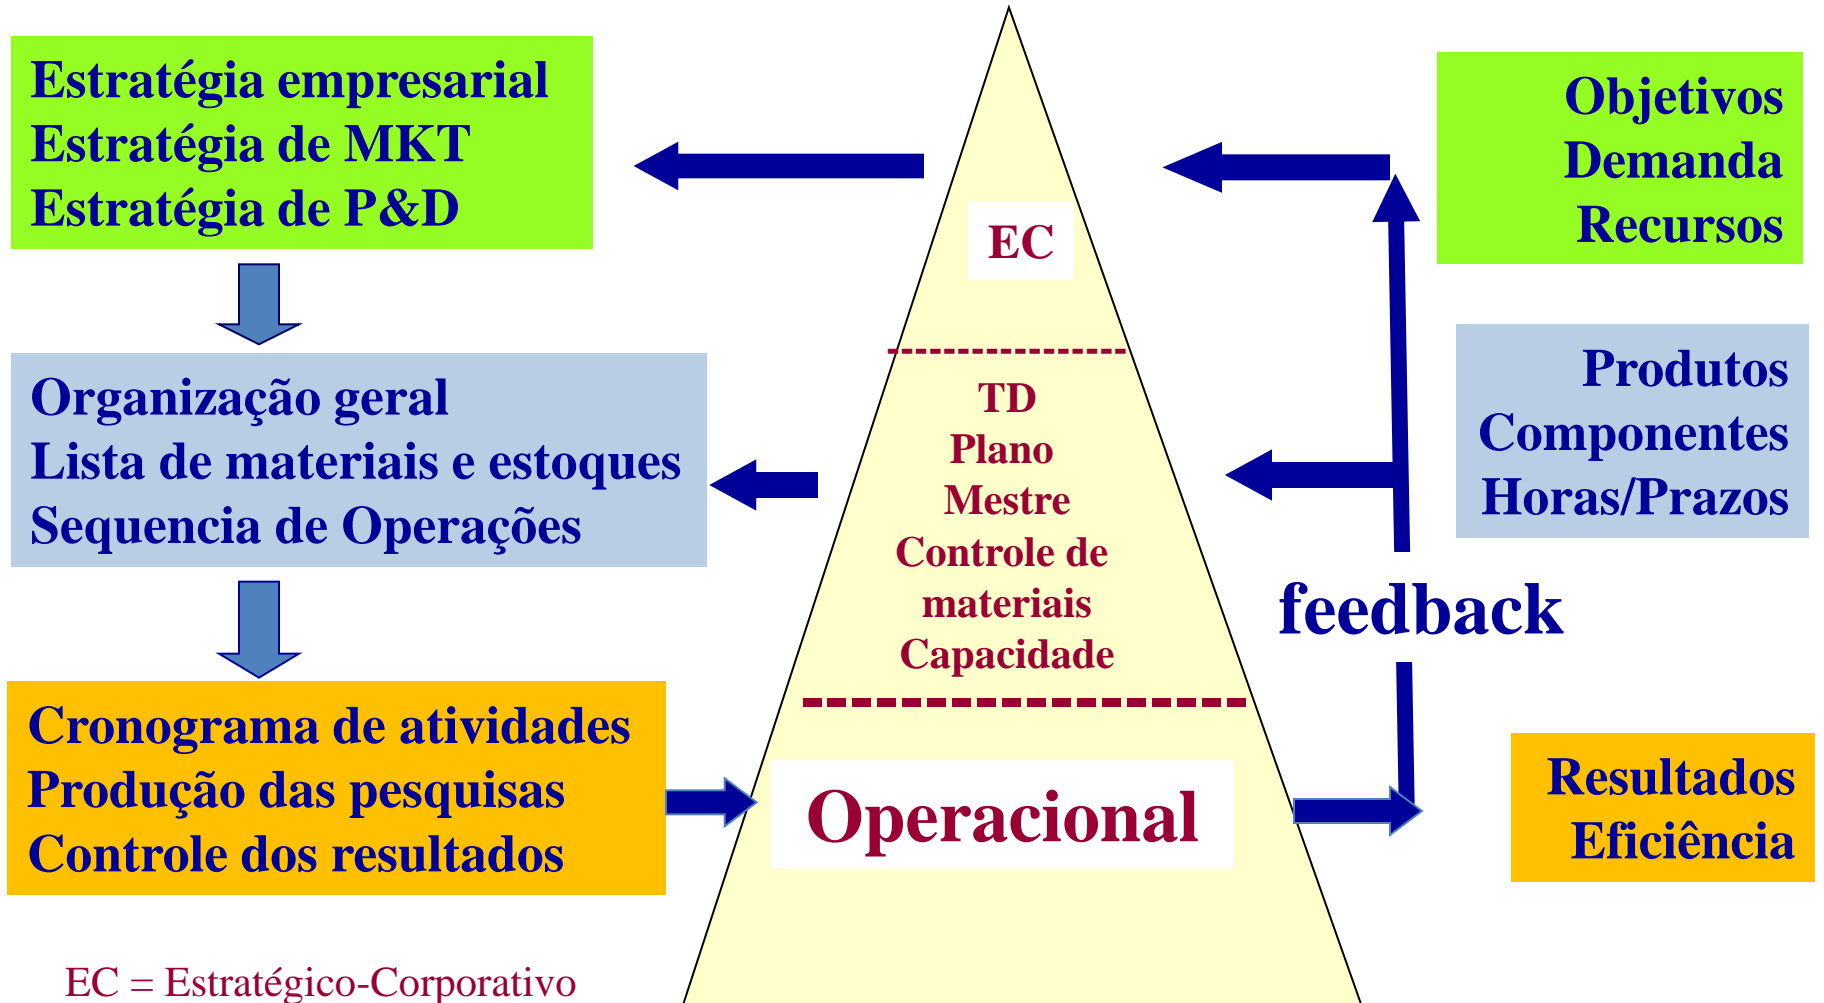 Estratégia empresarial
Estratégia de MKT
Estratégia de P&D
Objetivos
Demanda
Recursos
EC
Organização geral
Lista de materiais e estoques
Sequencia de Operações
TD
Plano
Mestre
Controle de
materiais
Capacidade
Produtos
Componentes
Horas/Prazos
feedback
Cronograma de atividades
Produção das pesquisas
Controle dos resultados
Operacional
Resultados
Eficiência
EC = Estratégico-Corporativo